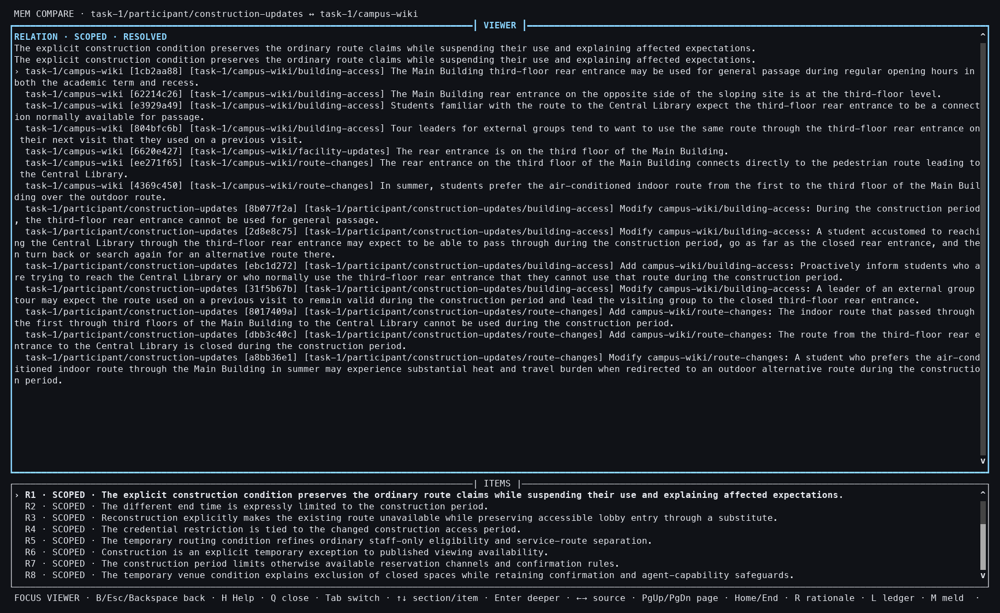 MEM COMPARE · task-1/participant/construction-updates ↔ task-1/campus-wiki
VIEWER
RELATION · SCOPED · RESOLVED
The explicit construction condition preserves the ordinary route claims while suspending their use and explaining affected expectations.
The explicit construction condition preserves the ordinary route claims while suspending their use and explaining affected expectations.
› task-1/campus-wiki [1cb2aa88] [task-1/campus-wiki/building-access] The Main Building third-floor rear entrance may be used for general passage during regular opening hours in
both the academic term and recess.
task-1/campus-wiki [62214c26] [task-1/campus-wiki/building-access] The Main Building rear entrance on the opposite side of the sloping site is at the third-floor level.
task-1/campus-wiki [e3929a49] [task-1/campus-wiki/building-access] Students familiar with the route to the Central Library expect the third-floor rear entrance to be a connect
ion normally available for passage.
task-1/campus-wiki [804bfc6b] [task-1/campus-wiki/building-access] Tour leaders for external groups tend to want to use the same route through the third-floor rear entrance on
their next visit that they used on a previous visit.
task-1/campus-wiki [6620e427] [task-1/campus-wiki/facility-updates] The rear entrance is on the third floor of the Main Building.
task-1/campus-wiki [ee271f65] [task-1/campus-wiki/route-changes] The rear entrance on the third floor of the Main Building connects directly to the pedestrian route leading to
the Central Library.
task-1/campus-wiki [4369c450] [task-1/campus-wiki/route-changes] In summer, students prefer the air-conditioned indoor route from the first to the third floor of the Main Buil
ding over the outdoor route.
task-1/participant/construction-updates [8b077f2a] [task-1/participant/construction-updates/building-access] Modify campus-wiki/building-access: During the construction period
, the third-floor rear entrance cannot be used for general passage.
task-1/participant/construction-updates [2d8e8c75] [task-1/participant/construction-updates/building-access] Modify campus-wiki/building-access: A student accustomed to reachi
ng the Central Library through the third-floor rear entrance may expect to be able to pass through during the construction period, go as far as the closed rear entrance, and the
n turn back or search again for an alternative route there.
task-1/participant/construction-updates [ebc1d272] [task-1/participant/construction-updates/building-access] Add campus-wiki/building-access: Proactively inform students who a
re trying to reach the Central Library or who normally use the third-floor rear entrance that they cannot use that route during the construction period.
task-1/participant/construction-updates [31f5b67b] [task-1/participant/construction-updates/building-access] Modify campus-wiki/building-access: A leader of an external group
tour may expect the route used on a previous visit to remain valid during the construction period and lead the visiting group to the closed third-floor rear entrance.
task-1/participant/construction-updates [8017409a] [task-1/participant/construction-updates/route-changes] Add campus-wiki/route-changes: The indoor route that passed through
the first through third floors of the Main Building to the Central Library cannot be used during the construction period.
task-1/participant/construction-updates [dbb3c40c] [task-1/participant/construction-updates/route-changes] Add campus-wiki/route-changes: The route from the third-floor rear e
ntrance to the Central Library is closed during the construction period.
task-1/participant/construction-updates [a8bb36e1] [task-1/participant/construction-updates/route-changes] Modify campus-wiki/route-changes: A student who prefers the air-cond
itioned indoor route through the Main Building in summer may experience substantial heat and travel burden when redirected to an outdoor alternative route during the constructio
n period.
ITEMS
› R1 · SCOPED · The explicit construction condition preserves the ordinary route claims while suspending their use and explaining affected expectations.
R2 · SCOPED · The different end time is expressly limited to the construction period.
R3 · SCOPED · Reconstruction explicitly makes the existing route unavailable while preserving accessible lobby entry through a substitute.
R4 · SCOPED · The credential restriction is tied to the changed construction access period.
R5 · SCOPED · The temporary routing condition refines ordinary staff-only eligibility and service-route separation.
R6 · SCOPED · Construction is an explicit temporary exception to published viewing availability.
R7 · SCOPED · The construction period limits otherwise available reservation channels and confirmation rules.
R8 · SCOPED · The temporary venue condition explains exclusion of closed spaces while retaining confirmation and agent-capability safeguards.
FOCUS VIEWER · B/Esc/Backspace back · H Help · Q close · Tab switch · ↑↓ section/item · Enter deeper · ←→ source · PgUp/PgDn page · Home/End · R rationale · L ledger · M meld ·